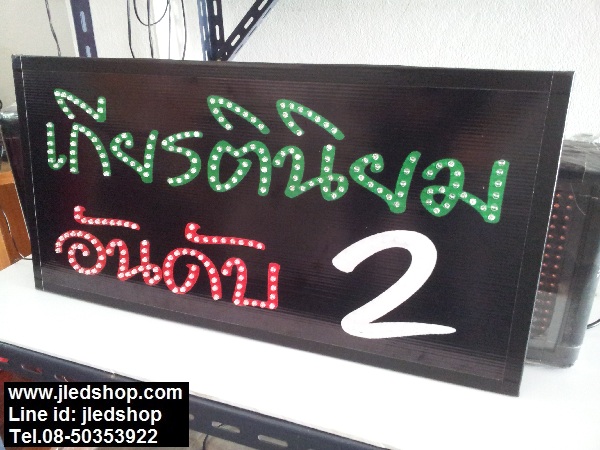 เกียรตินิยม
อันดับ 2
www.jledshop.com
Line id: jledshop
Tel.08-50353922